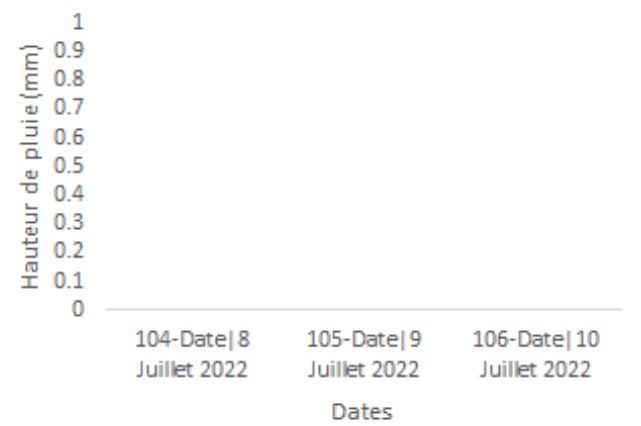 Hauteur de pluie (mm)
1
0.9
0.8
0.7
0.6
0.5
0.4
0.3
0.2
0.1
0
104-Date|8
Juillet 2022
105-Date|9
Juillet 2022
106-Date|10
Juillet 2022
Dates